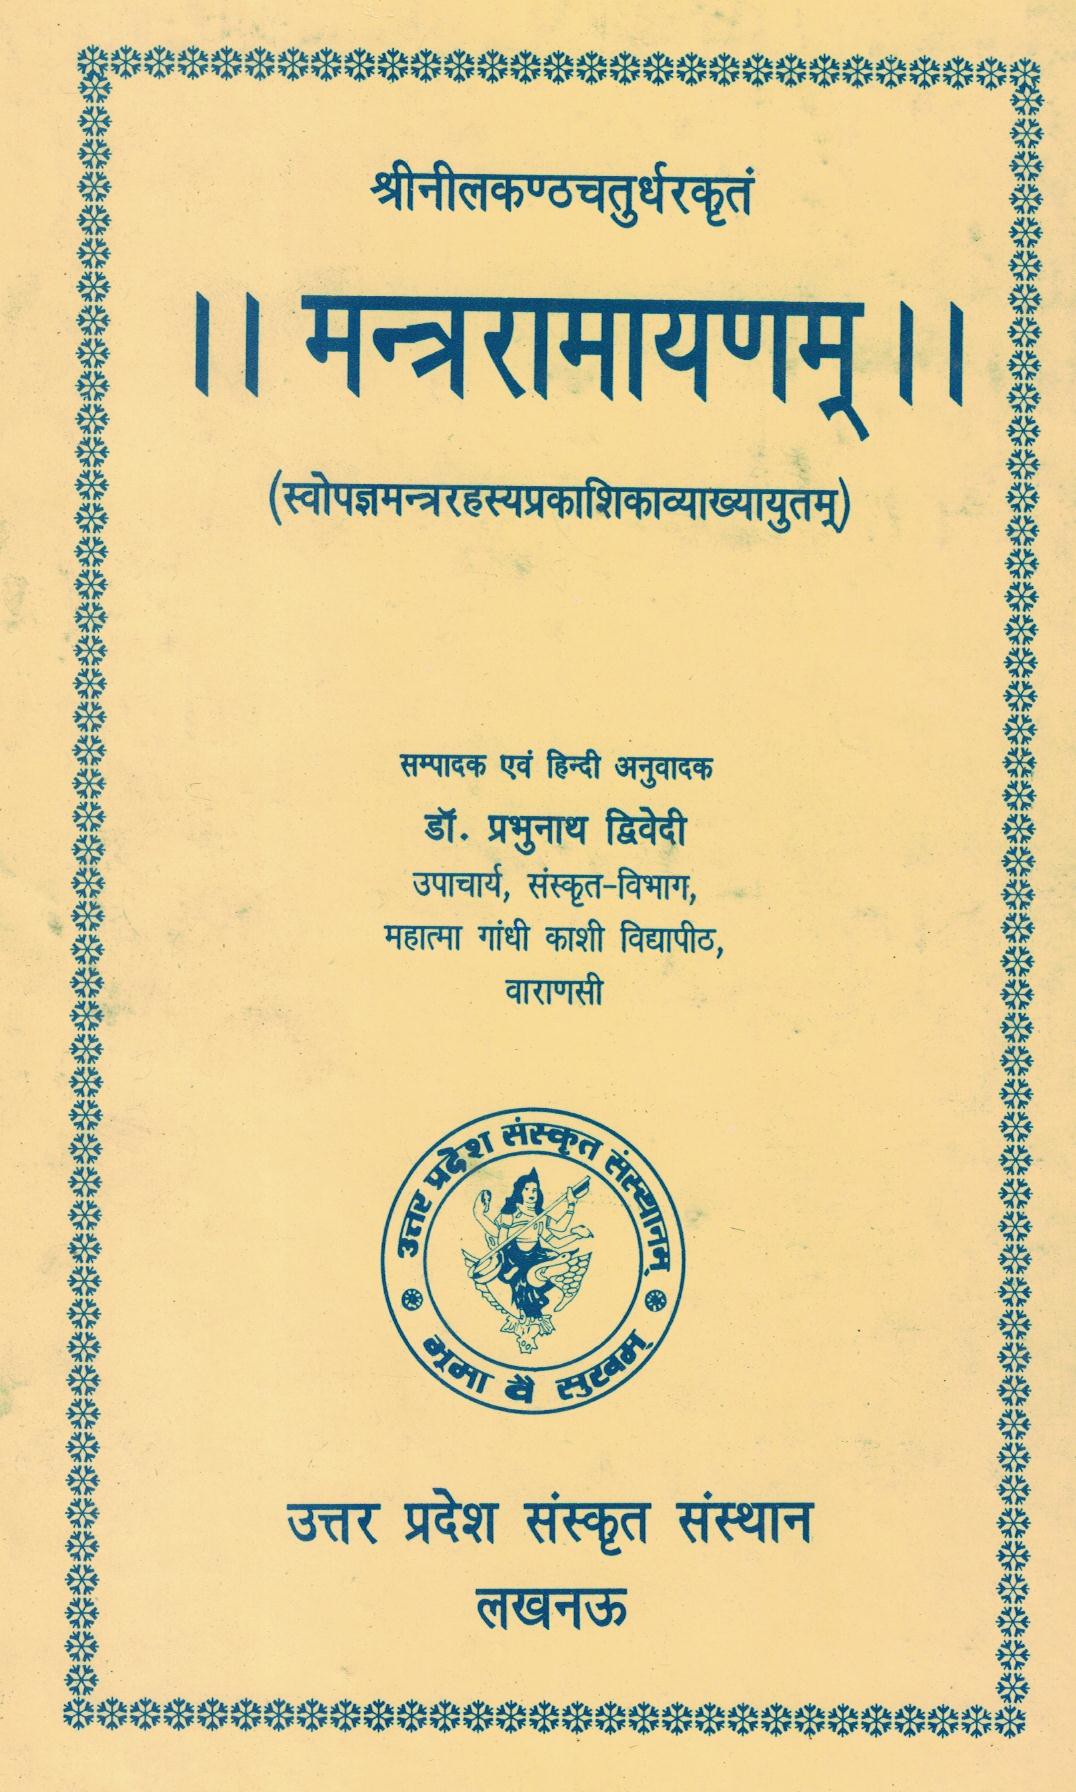 श्रीनीलकण्ठचतुर्धरकृतं
।। मन्त्ररामायणम् ।।
(स्वोपज्ञमन्त्ररहस्यप्रकाशिकाव्याख्यायुतम्)
सम्पादक एवं हिन्दी अनुवादक
डॉ. प्रभुनाथ द्विवेदी
उपाचार्य, संस्कृत-विभाग,
महात्मा गांधी काशी विद्यापीठ,
वाराणसी
उत्तर प्रदेश संस्कृत संस्थानम्
भूमा वै सुखम्
उत्तर प्रदेश संस्कृत संस्थान
लखनऊ